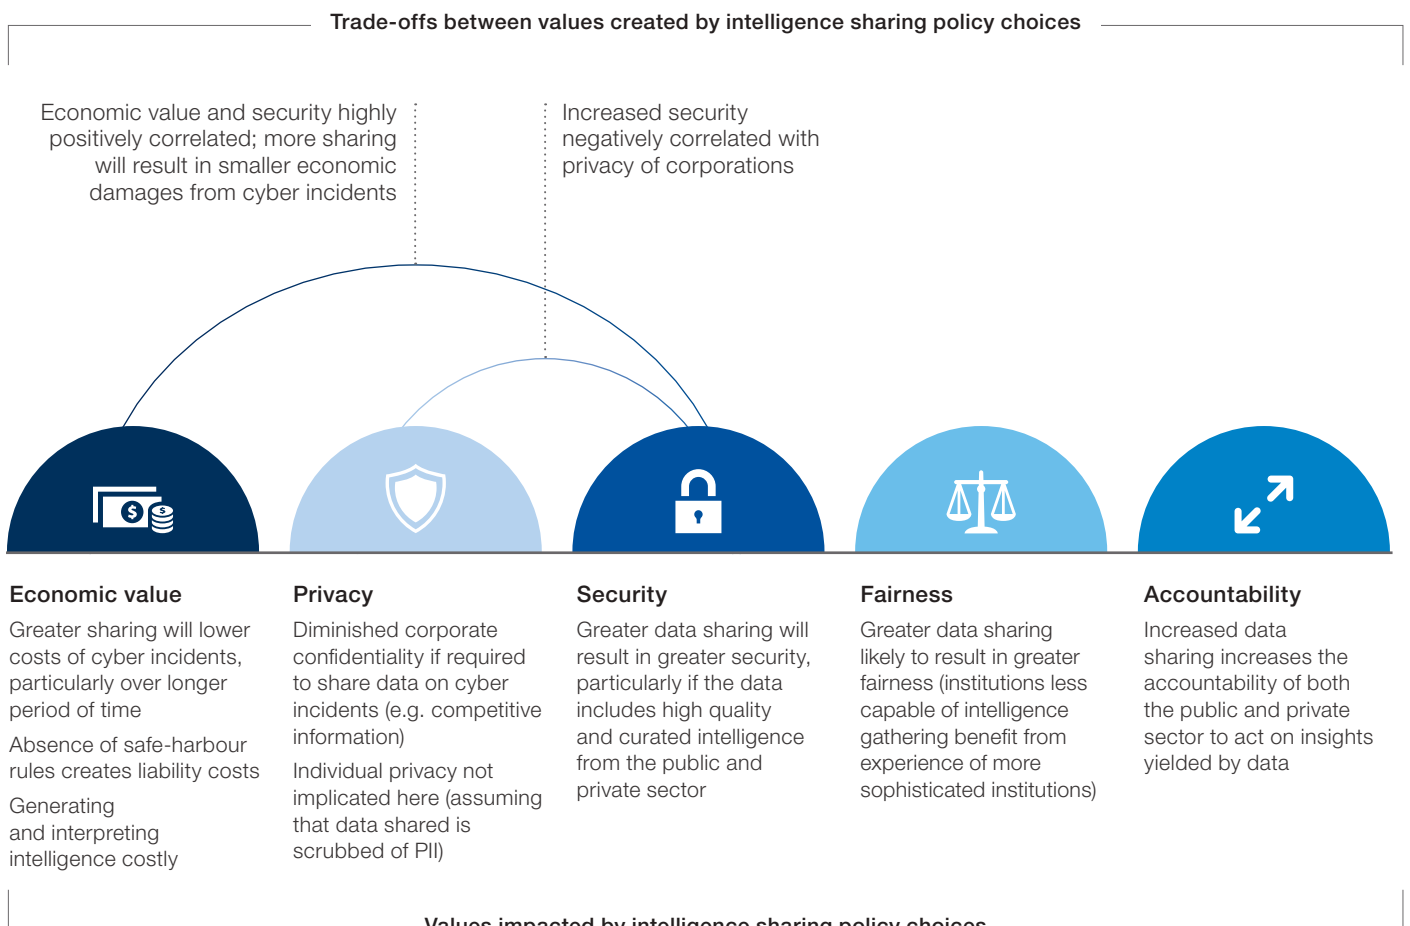 Trade-offs between values created by intelligence sharing policy choices
Economic value and security highly
positively correlated; more sharing
will result in smaller economic
damages from cyber incidents
Increased security
negatively correlated with
privacy of corporations
$
$
Economic value
Greater sharing will lower
costs of cyber incidents,
particularly over longer
period of time
Absence of safe-harbour
rules creates liability costs
Generating
and interpreting
intelligence costly
Privacy
Diminished corporate
confidentiality if required
to share data on cyber
incidents (e.g. competitive
information)
Individual privacy not
implicated here (assuming
that data shared is
scrubbed of PII)
Security
Greater data sharing will
result in greater security,
particularly if the data
includes high quality
and curated intelligence
from the public and
private sector
Fairness
Greater data sharing
likely to result in greater
fairness (institutions less
capable of intelligence
gathering benefit from
experience of more
sophisticated institutions)
Accountability
Increased data
sharing increases the
accountability of both
the public and private
sector to act on insights
yielded by data
Values impacted by intelligence sharing policy choices